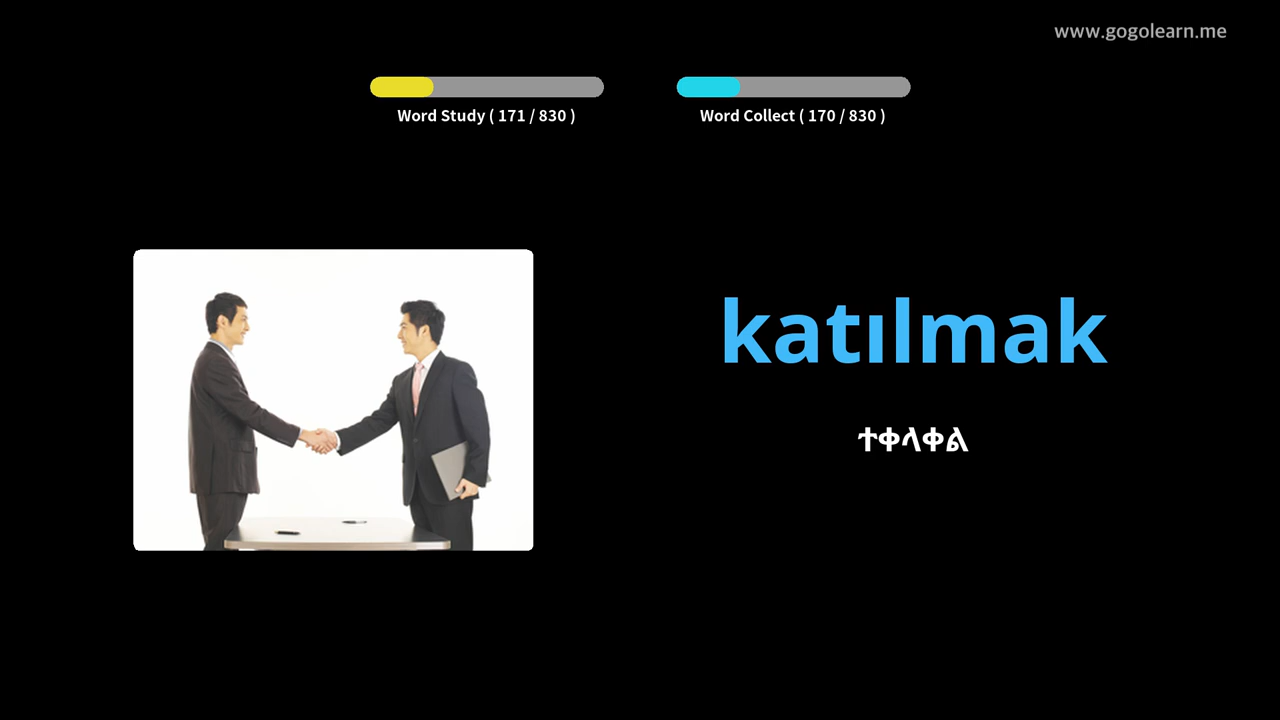 www.gogolearn.me
Word Study ( 171 / 830 )
Word Collect ( 170 / 830 )
katılmak
ተቀላቀል